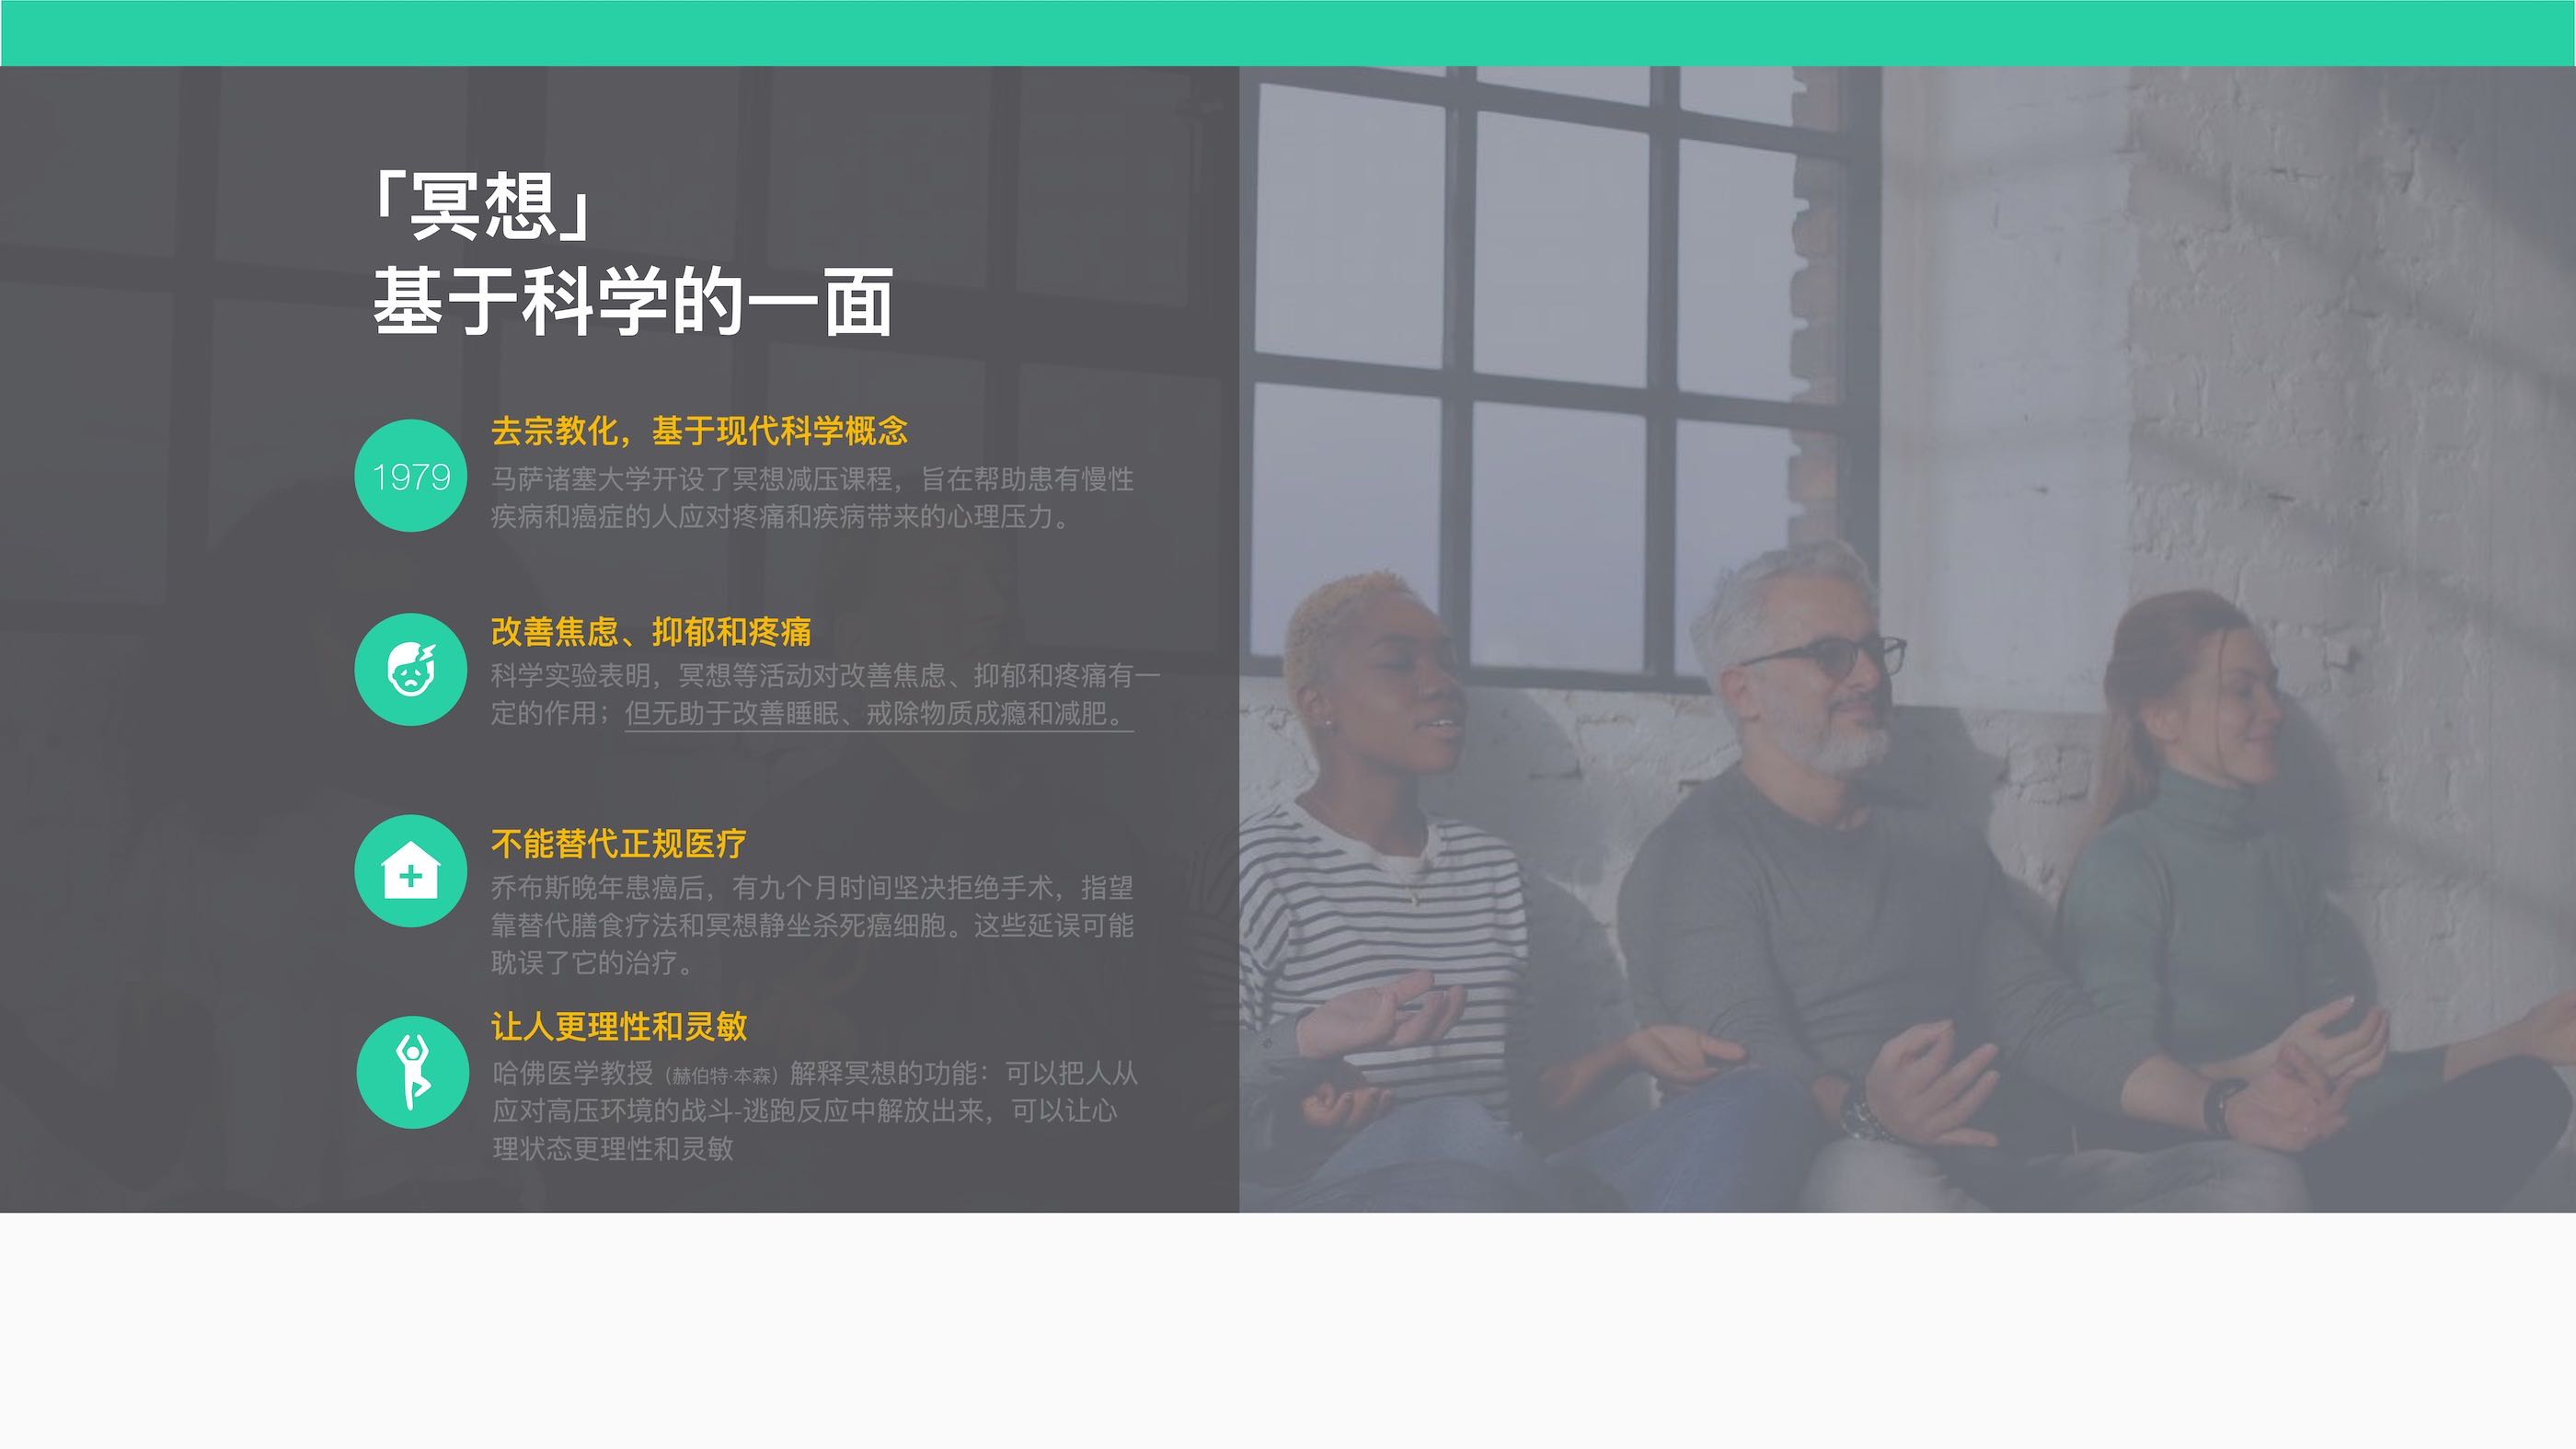 「冥想」
基于科学的一面
1979
去宗教化，基于现代科学概念
马萨诸塞大学开设了冥想减压课程，旨在帮助患有慢性
疾病和癌症的人应对疼痛和疾病带来的心理压力。
改善焦虑、抑郁和疼痛
科学实验表明，冥想等活动对改善焦虑、抑郁和疼痛有一
定的作用；但无助于改善睡眠、戒除物质成瘾和减肥。
不能替代正规医疗
乔布斯晚年患癌后，有九个月时间坚决拒绝手术，指望
靠替代膳食疗法和冥想静坐杀死癌细胞。这些延误可能
耽误了它的治疗。
让人更理性和灵敏
哈佛医学教授（赫伯特·本森）解释冥想的功能：可以把人从
应对高压环境的战斗-逃跑反应中解放出来，可以让心
理状态更理性和灵敏